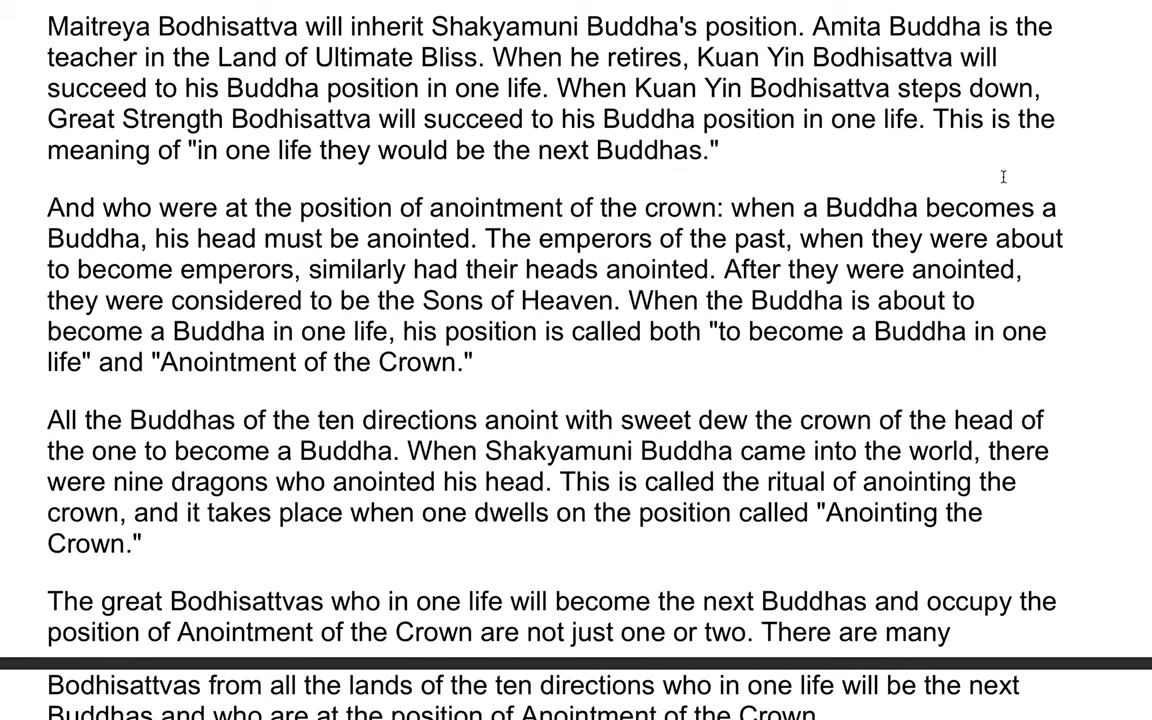 Maitreya Bodhisattva will inherit Shakyamuni Buddha's position. Amita Buddha is the
teacher in the Land of Ultimate Bliss. When he retires, Kuan Yin Bodhisattva will
succeed to his Buddha position in one life. When Kuan Yin Bodhisattva steps down,
Great Strength Bodhisattva will succeed to his Buddha position in one life. This is the
meaning of "in one life they would be the next Buddhas."
And who were at the position of anointment of the crown: when a Buddha becomes a
Buddha, his head must be anointed. The emperors of the past, when they were about
to become emperors, similarly had their heads anointed. After they were anointed,
they were considered to be the Sons of Heaven. When the Buddha is about to
become a Buddha in one life, his position is called both "to become a Buddha in one
life" and "Anointment of the Crown."
All the Buddhas of the ten directions anoint with sweet dew the crown of the head of
the one to become a Buddha. When Shakyamuni Buddha came into the world, there
were nine dragons who anointed his head. This is called the ritual of anointing the
crown, and it takes place when one dwells on the position called "Anointing the
Crown."
The great Bodhisattvas who in one life will become the next Buddhas and occupy the
position of Anointment of the Crown are not just one or two. There are many
Bodhisattvas from all the lands of the ten directions who in one life will be the next
Buddhas and who are at the position of Anointment of the Crown.